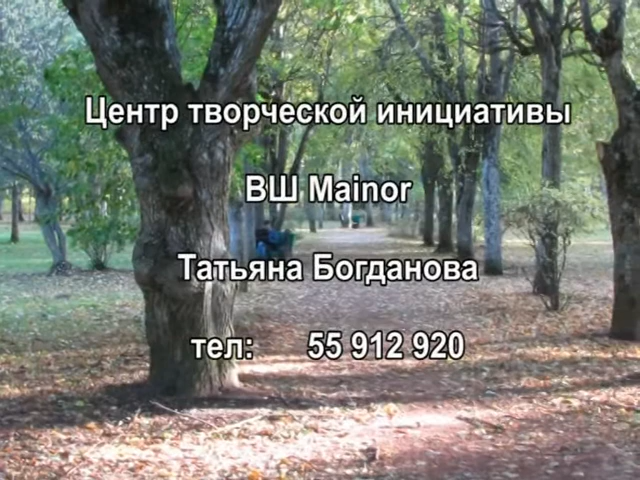 Центр творческой инициативы
ВШ Mainor
Татьяна Богданова
тел: 55 912 920